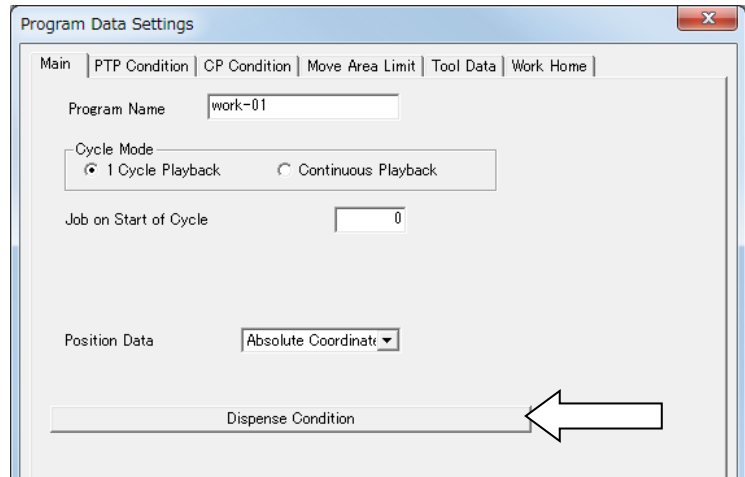 Program Data Settings
Main PTP Condition CP Condition Move Area Limit Tool Data Work Home
Program Name work-01
Cycle Mode
1 Cycle Playback Continuous Playback
Job on Start of Cycle 0
Position Data Absolute Coordinate
Dispense Condition